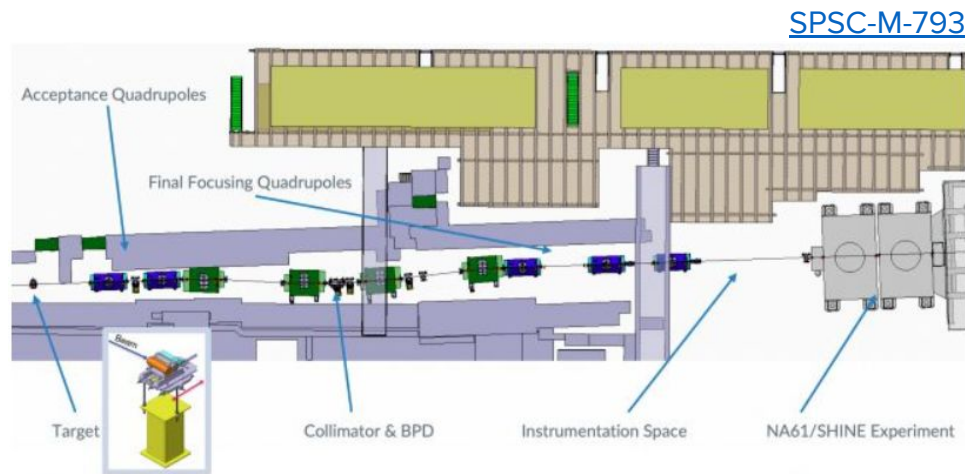 SPSC-M-793
Acceptance Quadrupoles
Final Focusing Quadrupoles
Beam
Target
Collimator & BPD
Instrumentation Space
NA61/SHINE Experiment